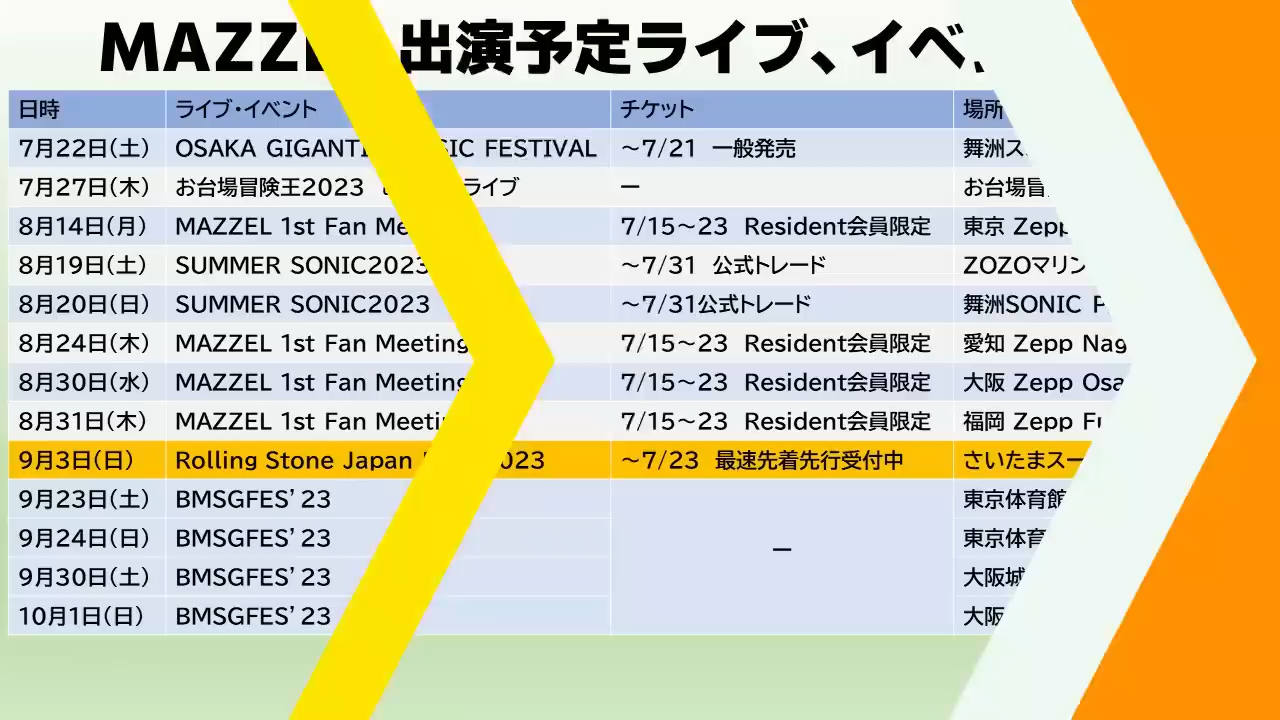 MAZZ 出演予定ライブ、イベ
日時 ライブ・イベント チケット 場所
7月22日(土) OSAKA GIGANT SIC FESTIVAL ～7/21 一般発売 舞洲ス
7月27日(木) お台場冒険王2023 ライブ ー お台場冒
8月14日(月) MAZZEL 1st Fan Me 7/15～23 Resident会員限定 東京 Zepp
8月19日(土) SUMMER SONIC2023 ～7/31 公式トレード ZOZOマリン
8月20日(日) SUMMER SONIC2023 ～7/31公式トレード 舞洲SONIC P
8月24日(木) MAZZEL 1st Fan Meeting 7/15～23 Resident会員限定 愛知 Zepp Nag
8月30日(水) MAZZEL 1st Fan Meeting 7/15～23 Resident会員限定 大阪 Zepp Osa
8月31日(木) MAZZEL 1st Fan Meeti 7/15～23 Resident会員限定 福岡 Zepp Fu
9月3日(日) Rolling Stone Japan 023 ～7/23 最速先着先行受付中 さいたまスー
9月23日(土) BMSGFES’23 東京体育館
9月24日(日) BMSGFES’23 ー 東京体育
9月30日(土) BMSGFES’23 大阪城
10月1日(日) BMSGFES’23 大阪